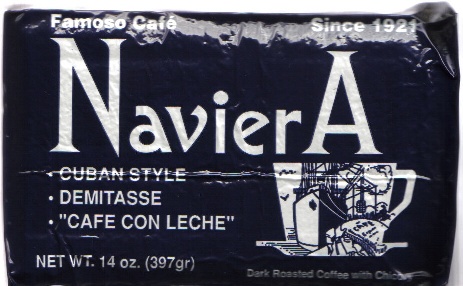 Famoso Café Since 1921
NavierA
• CUBAN STYLE
• DEMITASSE
• "CAFE CON LECHE"
NET WT. 14 oz. (397gr)
Dark Roasted Coffee with